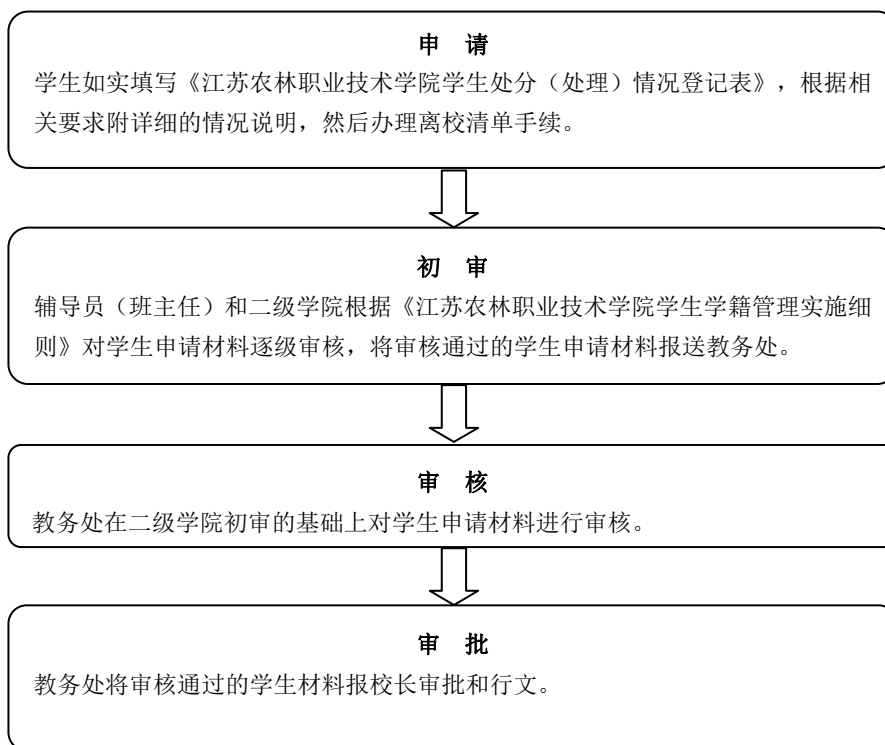 申 请
学生如实填写《江苏农林职业技术学院学生处分（处理）情况登记表》，根据相
关要求附详细的情况说明，然后办理离校清单手续。
初 审
辅导员（班主任）和二级学院根据《江苏农林职业技术学院学生学籍管理实施细
则》对学生申请材料逐级审核，将审核通过的学生申请材料报送教务处。
审 核
教务处在二级学院初审的基础上对学生申请材料进行审核。
审 批
教务处将审核通过的学生材料报校长审批和行文。